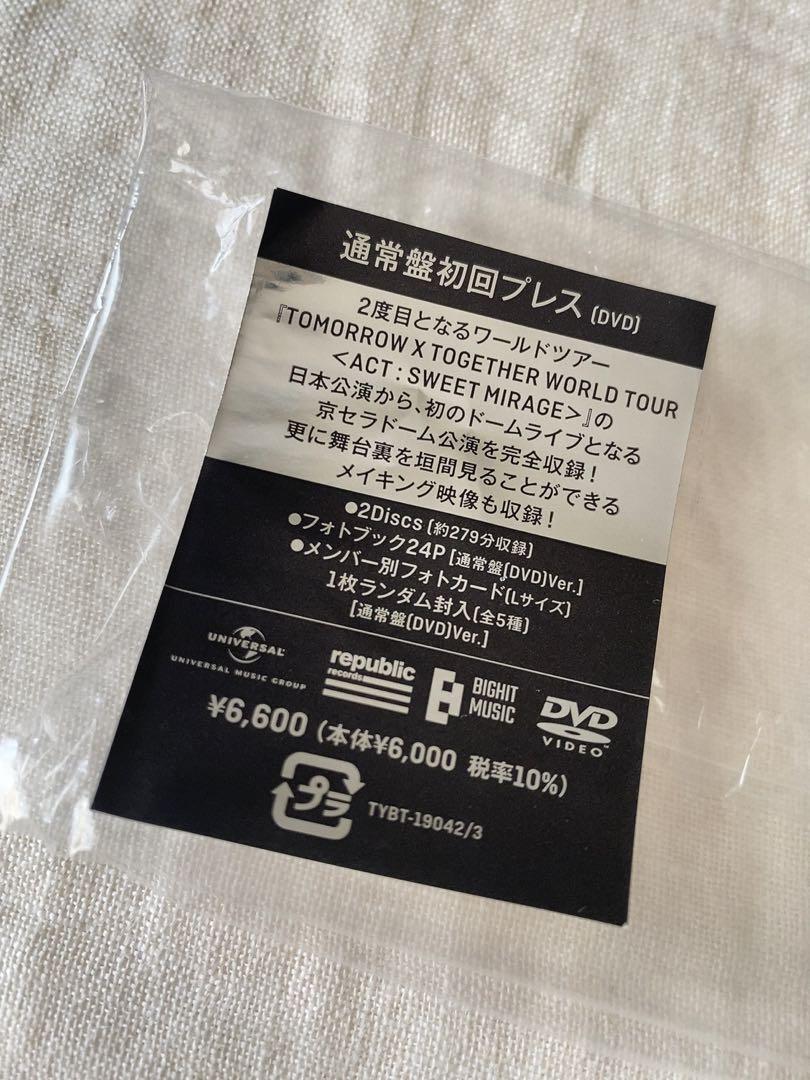 通常盤初回プレス [DVD]
2度目となるワールドツアー
『TOMORROW X TOGETHER WORLD TOUR
<ACT : SWEET MIRAGE>』の
日本公演から、初のドームライブとなる
京セラドーム公演を完全収録!
更に舞台裏を垣間見ることができる
メイキング映像も収録!
●2Discs [約279分収録]
●フォトブック24P [通常盤(DVD)Ver.]
●メンバー別フォトカード(Lサイズ)
1枚ランダム封入(全5種)
[通常盤(DVD)Ver.]
UNIVERSAL
UNIVERSAL MUSIC GROUP
republic
records
BIGHIT
MUSIC
DVD
VIDEO™
¥6,600 (本体¥6,000 税率10%)
プラ
TYBT-19042/3